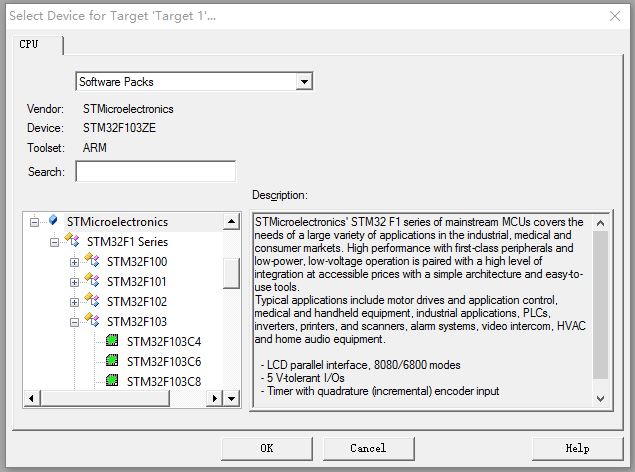 Select Device for Target 'Target 1'...
CPU
Software Packs
Vendor: STMicroelectronics
Device: STM32F103ZE
Toolset: ARM
Search:
Description:
STMicroelectronics
STM32F1 Series
STM32F100
STM32F101
STM32F102
STM32F103
STM32F103C4
STM32F103C6
STM32F103C8
STMicroelectronics' STM32 F1 series of mainstream MCUs covers the
needs of a large variety of applications in the industrial, medical and
consumer markets. High performance with first-class peripherals and
low-power, low-voltage operation is paired with a high level of
integration at accessible prices with a simple architecture and easy-to-
use tools.
Typical applications include motor drives and application control,
medical and handheld equipment, industrial applications, PLCs,
inverters, printers, and scanners, alarm systems, video intercom, HVAC
and home audio equipment.
- LCD parallel interface, 8080/6800 modes
- 5 V-tolerant I/Os
- Timer with quadrature (incremental) encoder input
OK
Cancel
Help